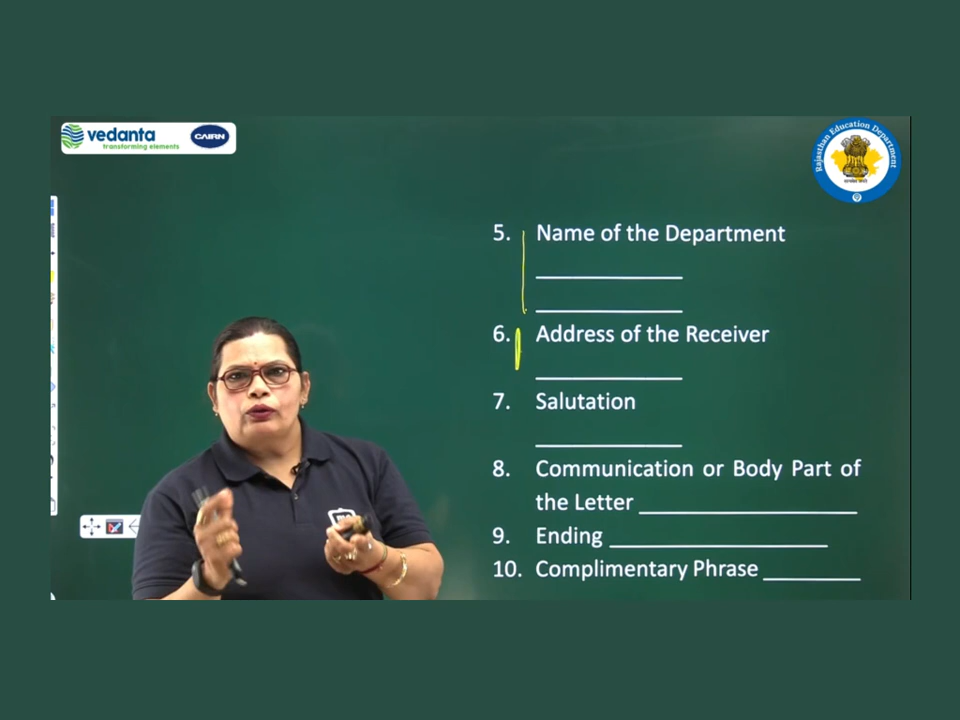 vedanta
transforming elements
CAIRN
Rajasthan Education Department
5. Name of the Department
6. Address of the Receiver
7. Salutation
8. Communication or Body Part of
the Letter
9. Ending
10. Complimentary Phrase